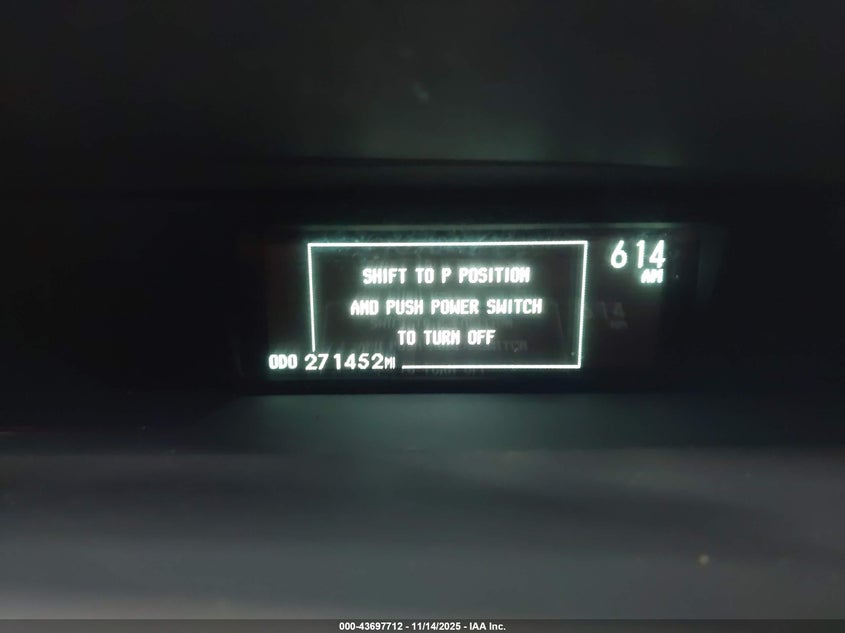 SHIFT TO P POSITION
AND PUSH POWER SWITCH
TO TURN OFF
ODO 271452MI
614
AM
000-43697712 - 11/14/2025 - IAA Inc.